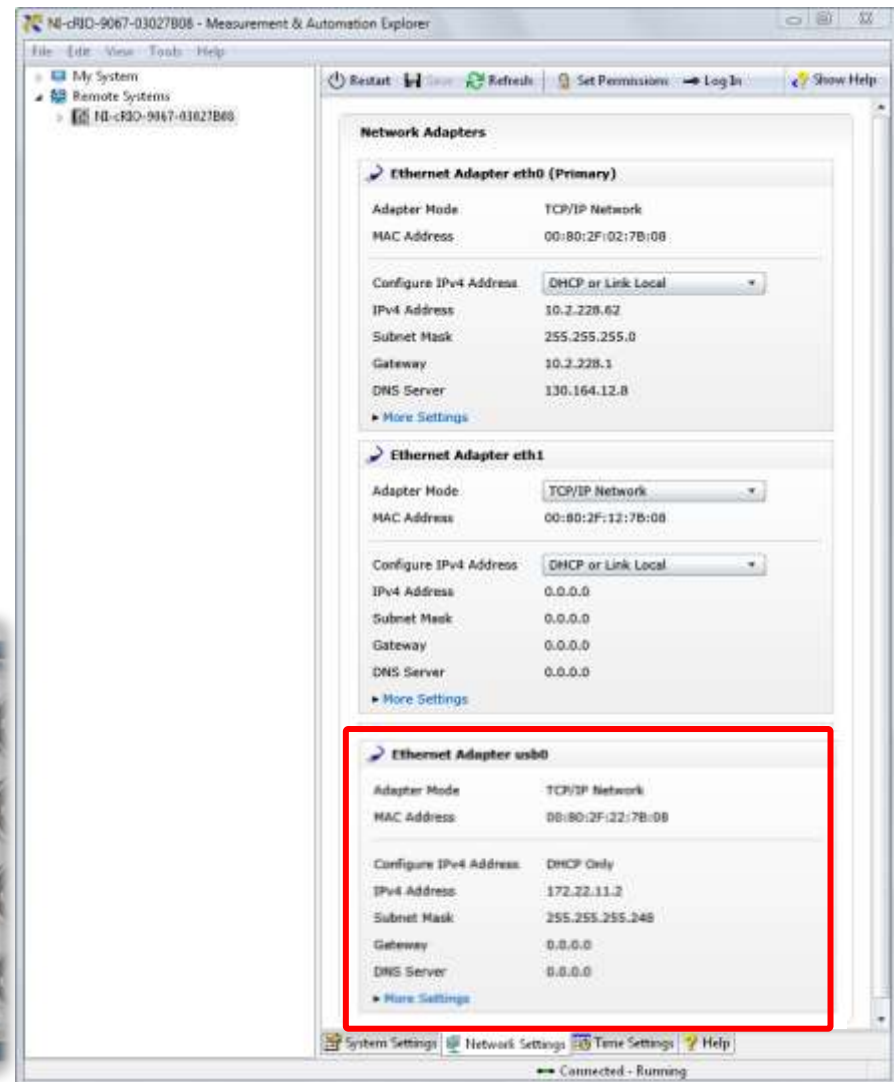 NI-cRIO-9067-03027B08 - Measurement & Automation Explorer
File Edit View Tools Help
My System
Remote Systems
NI-cRIO-9067-03027B08
Restart Save Refresh Set Permissions Log In Show Help
Network Adapters
Ethernet Adapter eth0 (Primary)
Adapter Mode TCP/IP Network
MAC Address 00:80:2F:02:7B:08
Configure IPv4 Address DHCP or Link Local
IPv4 Address 10.2.228.62
Subnet Mask 255.255.255.0
Gateway 10.2.228.1
DNS Server 130.164.12.8
More Settings
Ethernet Adapter eth1
Adapter Mode TCP/IP Network
MAC Address 00:80:2F:12:7B:08
Configure IPv4 Address DHCP or Link Local
IPv4 Address 0.0.0.0
Subnet Mask 0.0.0.0
Gateway 0.0.0.0
DNS Server 0.0.0.0
More Settings
Ethernet Adapter usb0
Adapter Mode TCP/IP Network
MAC Address 00:80:2F:22:7B:08
Configure IPv4 Address DHCP Only
IPv4 Address 172.22.11.2
Subnet Mask 255.255.255.248
Gateway 0.0.0.0
DNS Server 0.0.0.0
More Settings
System Settings Network Settings Time Settings Help
Connected - Running